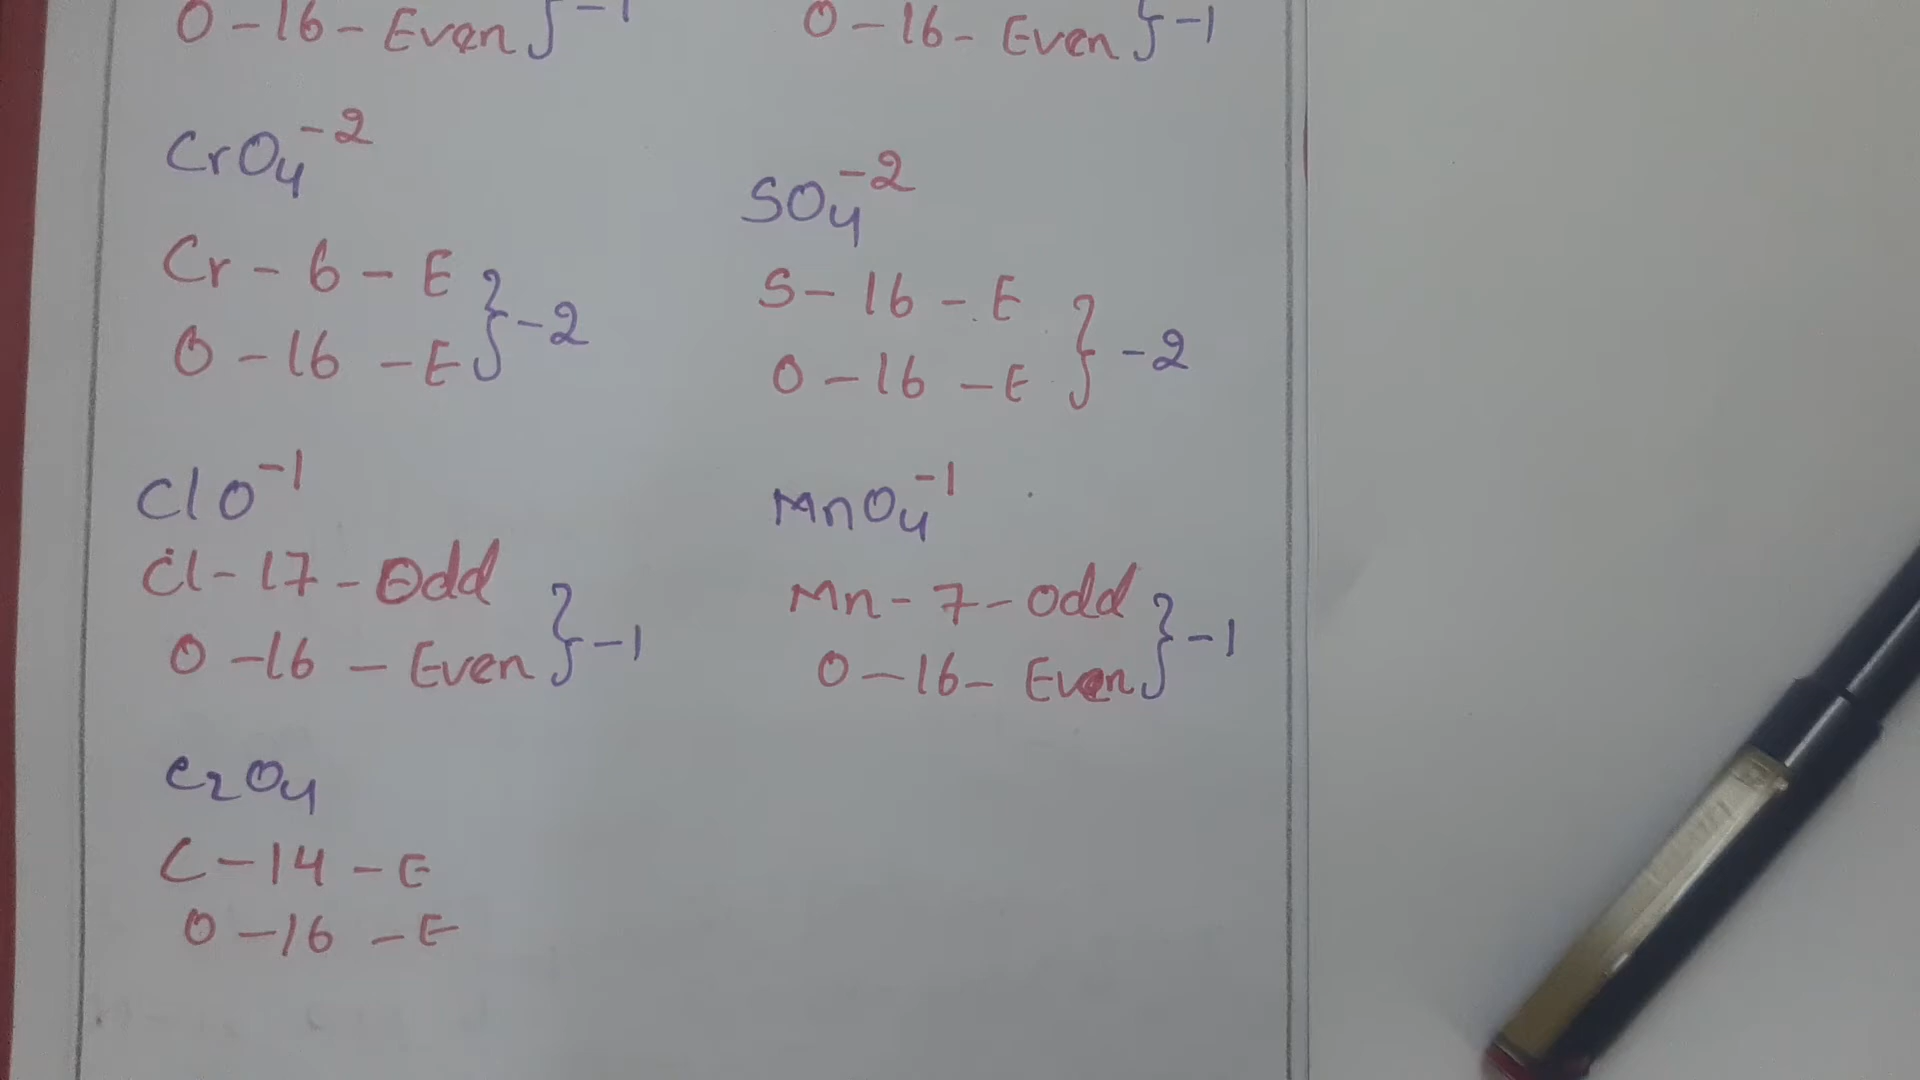 O - 16 - Even } -1
O - 16 - Even } -1
CrO4 -2
Cr - 6 - E
O - 16 - E
} -2
SO4 -2
S - 16 - E
O - 16 - E
} -2
ClO -1
Cl - 17 - Odd
O - 16 - Even
} -1
MnO4 -1
Mn - 7 - Odd
O - 16 - Even
} -1
C2O4
C - 14 - E
O - 16 - E